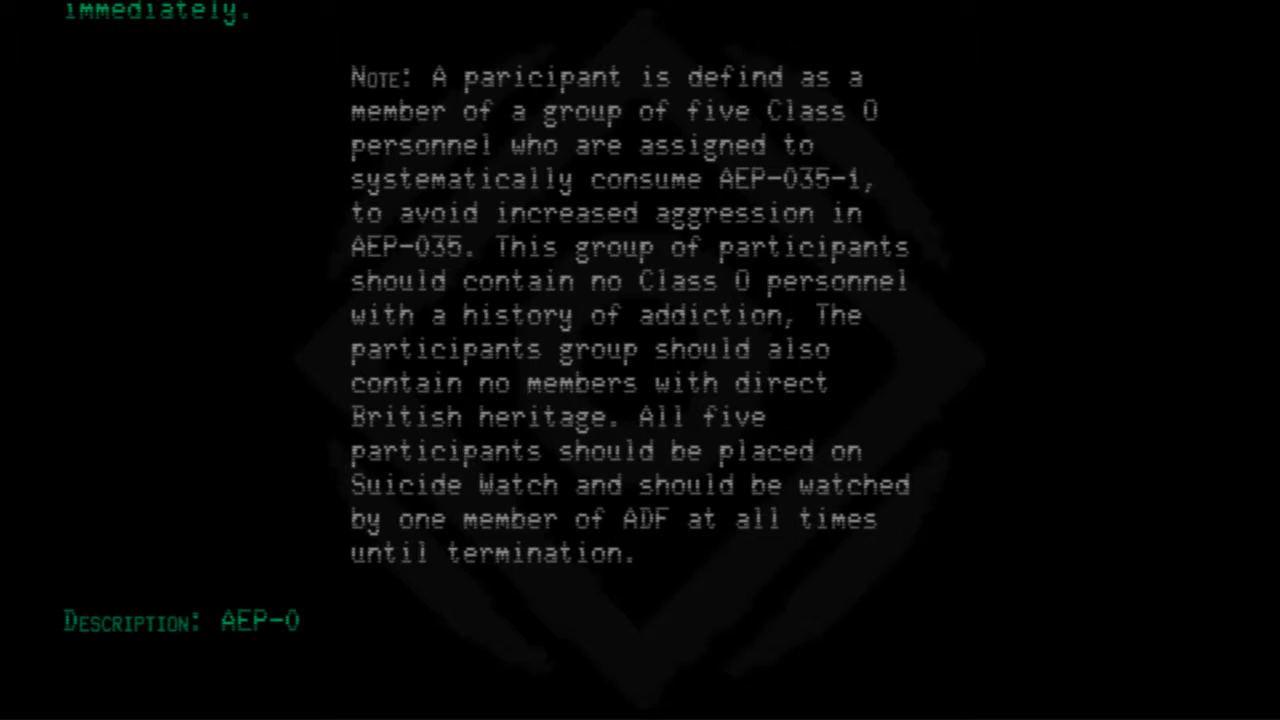 immediately.
Note: A paricipant is defind as a
member of a group of five Class O
personnel who are assigned to
systematically consume AEP-035-1,
to avoid increased aggression in
AEP-035. This group of participants
should contain no Class O personnel
with a history of addiction, The
participants group should also
contain no members with direct
British heritage. All five
participants should be placed on
Suicide Watch and should be watched
by one member of ADF at all times
until termination.
Description: AEP-0